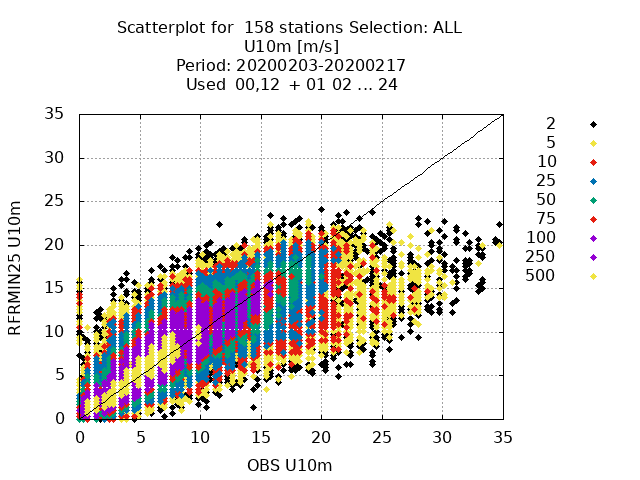 Scatterplot for  158 stations Selection: ALL
U10m [m/s]
Period: 20200203-20200217
Used  00,12  + 01 02 ... 24
35
30
25
20
15
10
5
0
RFRMIN25 U10m
0 5 10 15 20 25 30 35
OBS U10m
2
5
10
25
50
75
100
250
500